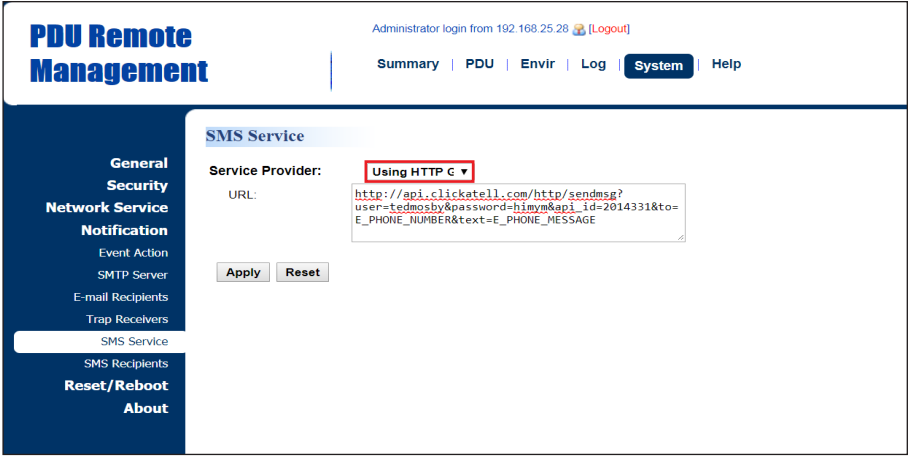 PDU Remote
Management
Administrator login from 192.168.25.28 [Logout]
Summary | PDU | Envir | Log | System | Help
General
Security
Network Service
Notification
Event Action
SMTP Server
E-mail Recipients
Trap Receivers
SMS Service
SMS Recipients
Reset/Reboot
About
SMS Service
Service Provider: Using HTTP G ▼
URL: http://api.clickatell.com/http/sendmsg?
user=tedmosby&password=himym&api_id=2014331&to=
E_PHONE_NUMBER&text=E_PHONE_MESSAGE
Apply Reset